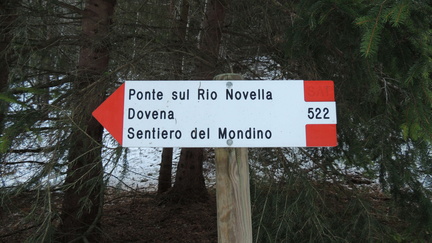 Ponte sul Rio Novella
Dovena
522
Sentiero del Mondino